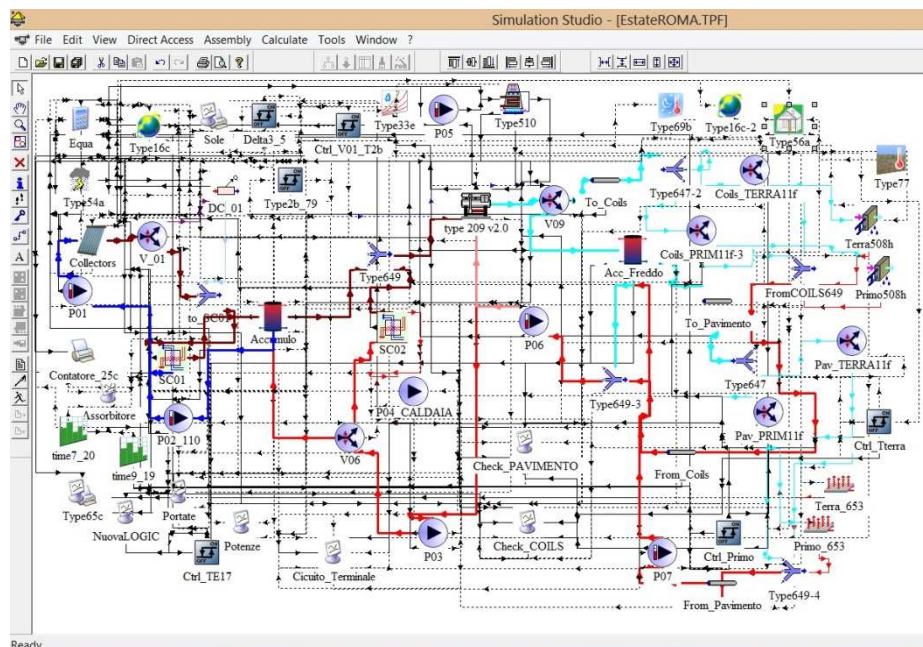 Simulation Studio - [EstateROMA.TPF]
File Edit View Direct Access Assembly Calculate Tools Window ?
Equa
Type16c
Sole
Delta3_5
Ctrl_V01_T2b
Type33e
P05
Type510
Type69b
Type16c-2
Type56a
Type77
Type54a
DC_01
Type2b_79
type 209 v2.0
V09
To_Coils
Type647-2
Coils_TERRA11f
Collectors
V_01
Type649
Acc_Freddo
Coils_PRIM11f-3
Terra508h
P01
to SC01
Accumulo
FromCOILS649
Primo508h
SC01
SC02
P06
To_Pavimento
Type647
Pav_TERRA11f
Contatore_25c
Assorbitore
P02_110
P04_CALDAIA
Type649-3
Pav_PRIM11f
Ctrl_Tterra
time7_20
time9_19
V06
Check_PAVIMENTO
From_Coils
Type65c
NuovaLOGIC
Portate
Potenze
Ctrl_TE17
Cicuito_Terminale
P03
Check_COILS
P07
Ctrl_Primo
Terra_653
Primo_653
From_Pavimento
Type649-4
Ready